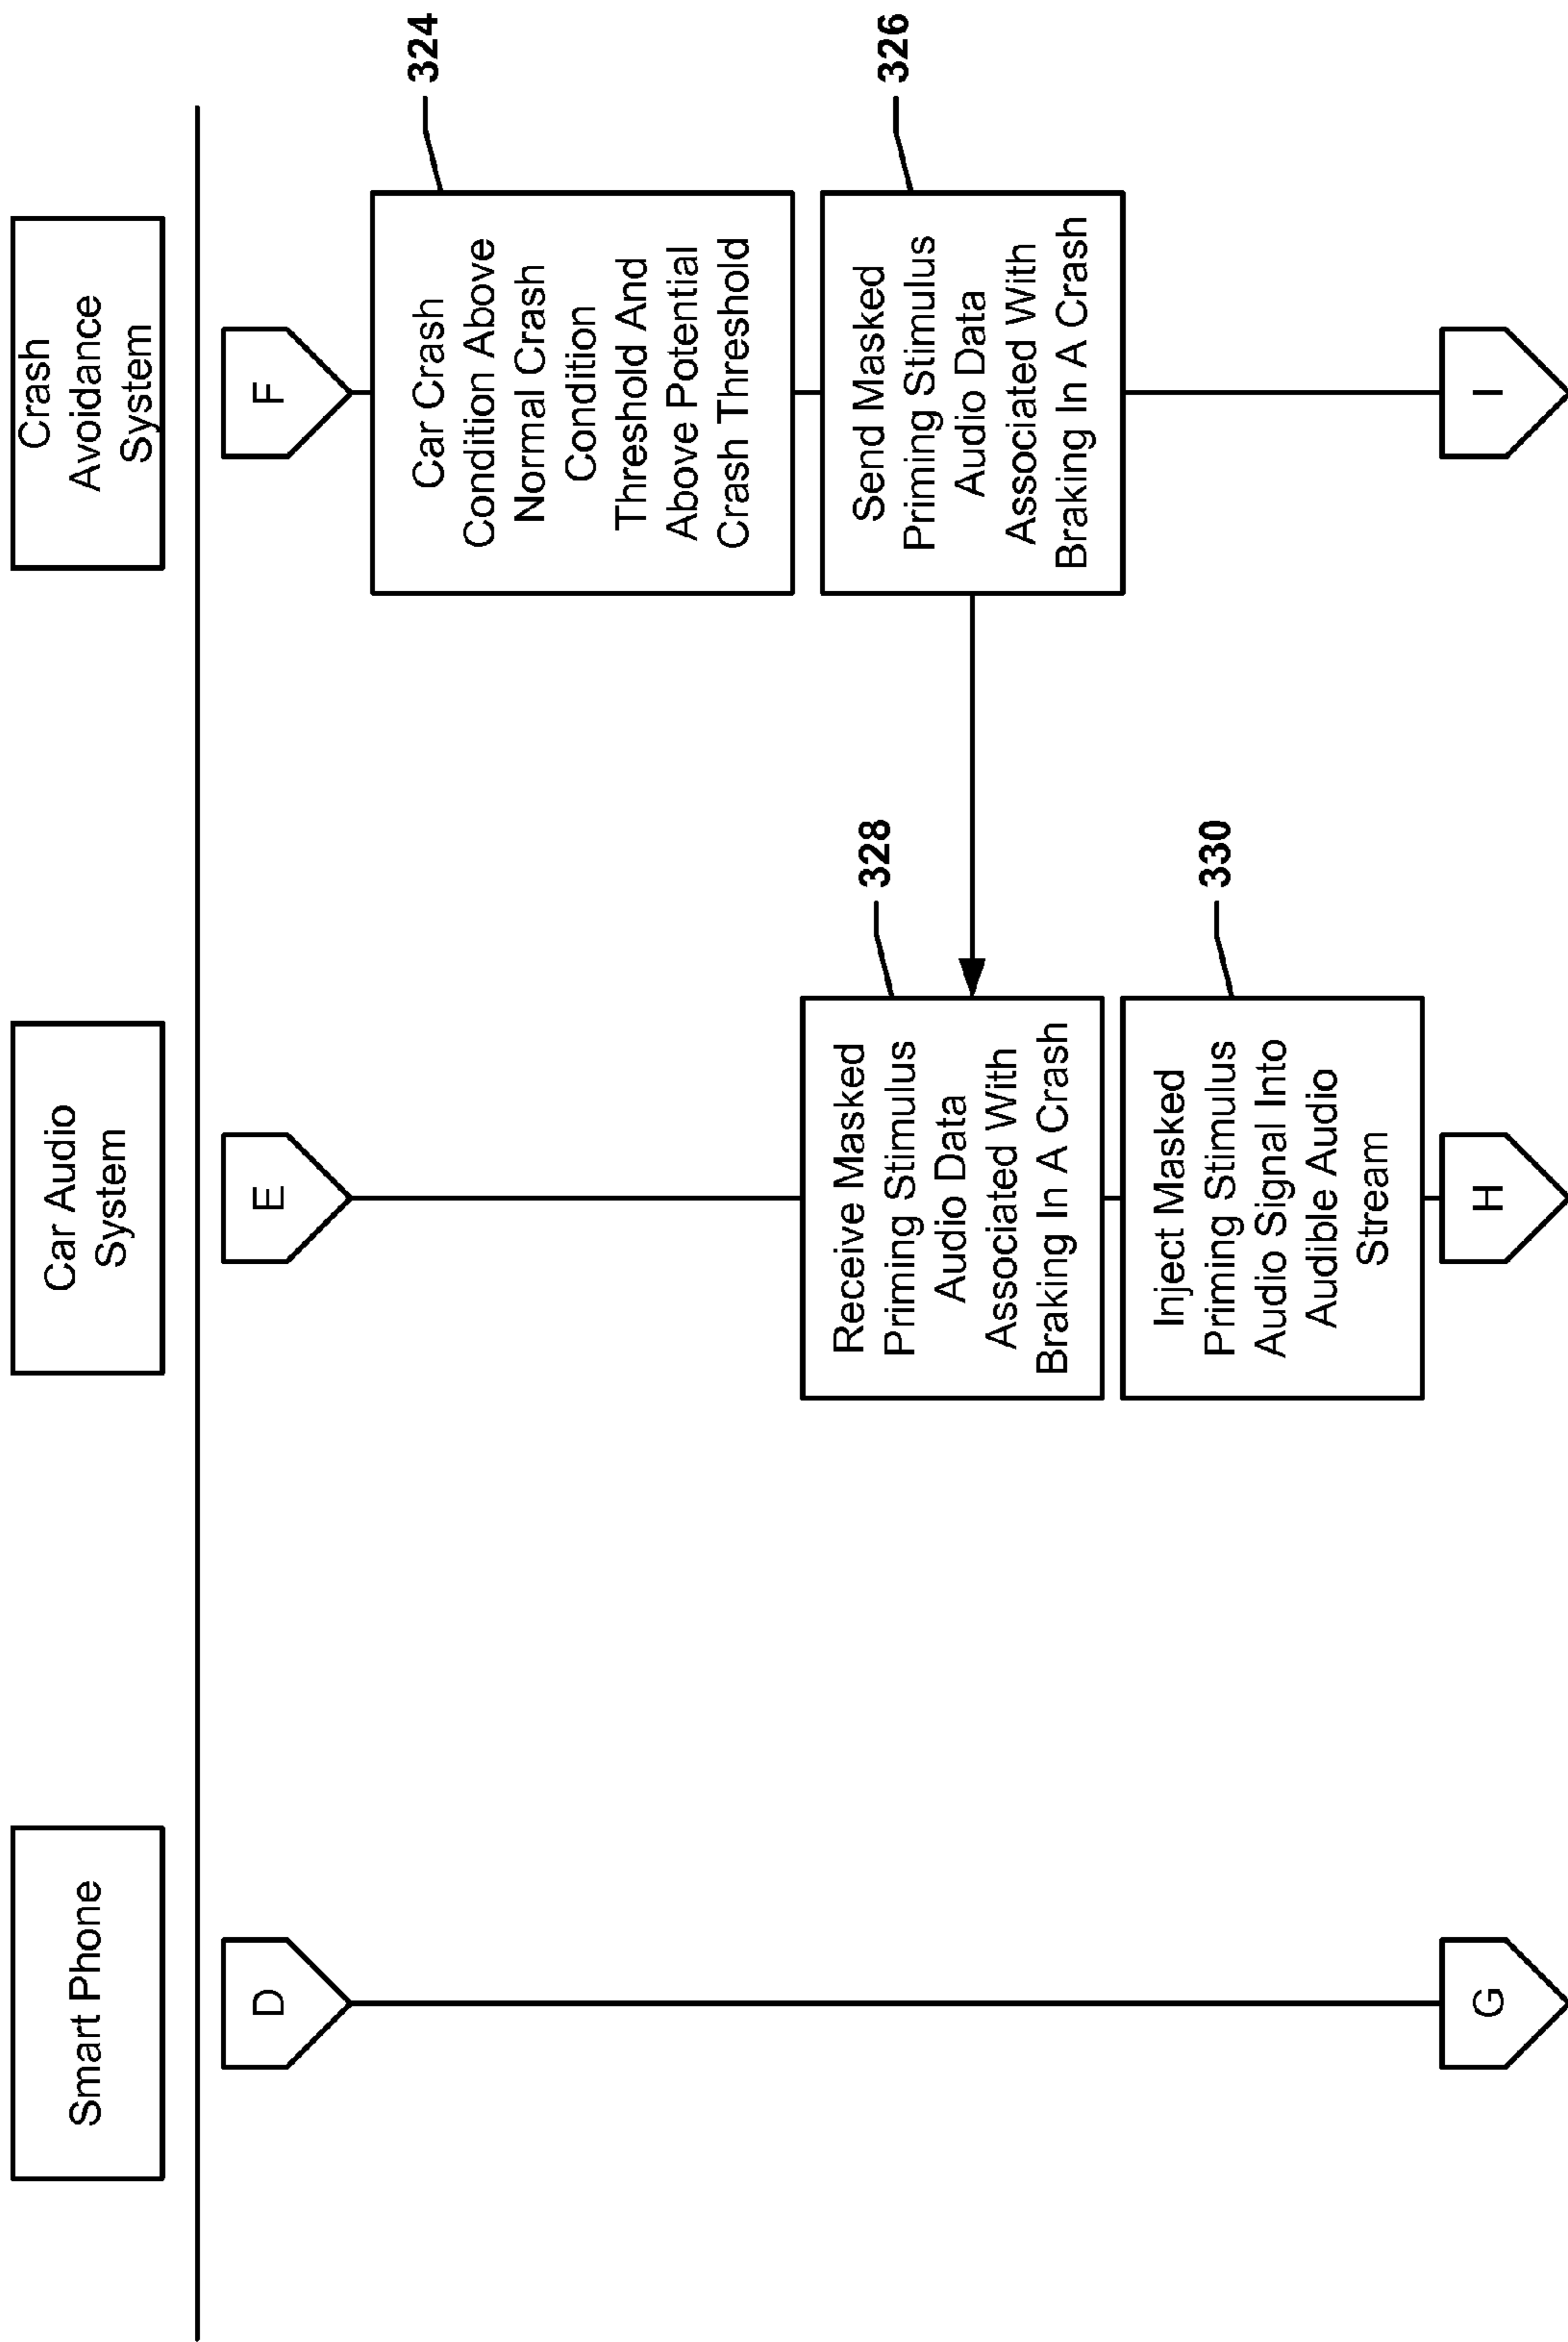 Smart Phone
Car Audio
System
Crash
Avoidance
System
D
E
F
324
Car Crash
Condition Above
Normal Crash
Condition
Threshold And
Above Potential
Crash Threshold
328
Receive Masked
Priming Stimulus
Audio Data
Associated With
Braking In A Crash
326
Send Masked
Priming Stimulus
Audio Data
Associated With
Braking In A Crash
330
Inject Masked
Priming Stimulus
Audio Signal Into
Audible Audio
Stream
G
H
I